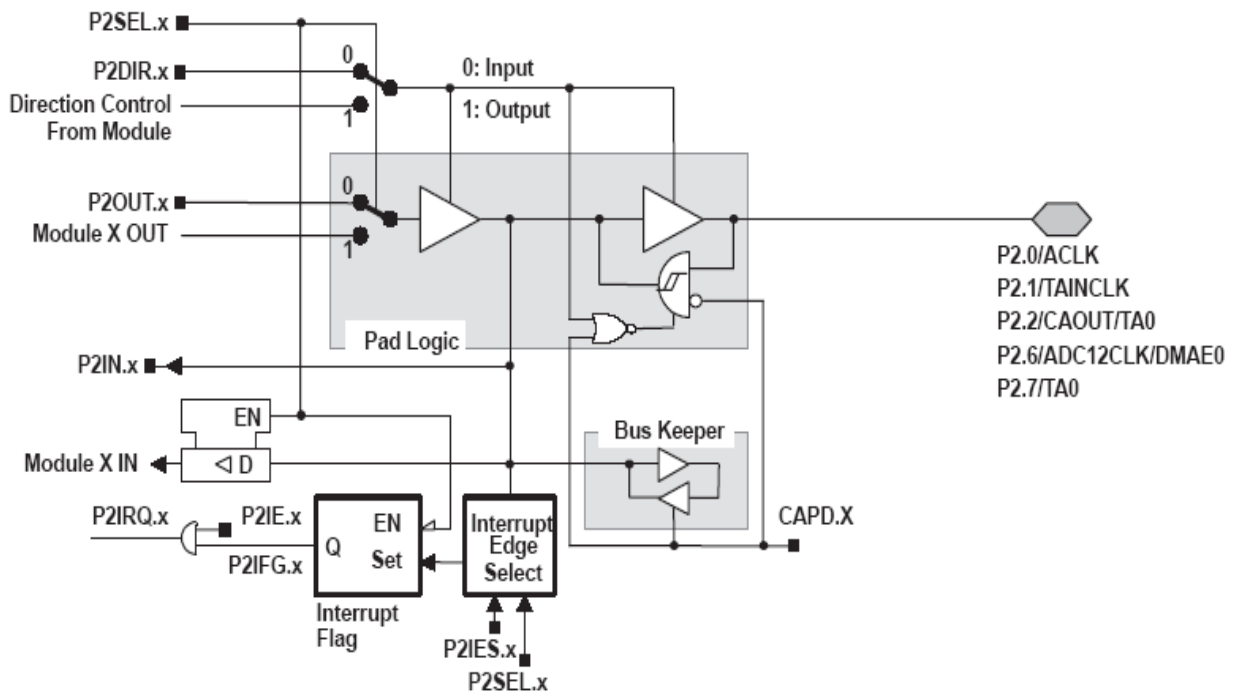 P2SEL.x
0
P2DIR.x
0: Input
Direction Control
From Module
1
1: Output
P2OUT.x
0
Module X OUT
1
Pad Logic
P2.0/ACLK
P2.1/TAINCLK
P2.2/CAOUT/TA0
P2.6/ADC12CLK/DMAE0
P2.7/TA0
P2IN.x
EN
Bus Keeper
Module X IN
D
P2IRQ.x
P2IE.x
EN
Interrupt
Edge
Select
CAPD.X
P2IFG.x
Q
Set
Interrupt
Flag
P2IES.x
P2SEL.x